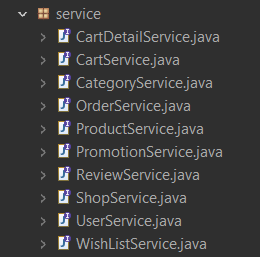 service
CartDetailService.java
CartService.java
CategoryService.java
OrderService.java
ProductService.java
PromotionService.java
ReviewService.java
ShopService.java
UserService.java
WishListService.java